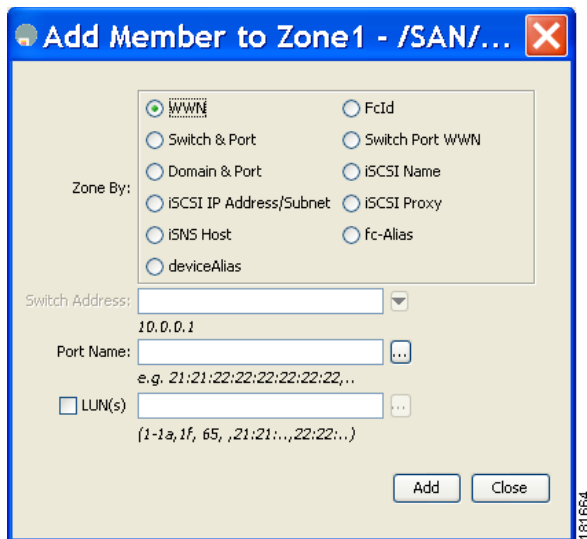 Add Member to Zone1 - /SAN/...
Zone By:
WWN
FcId
Switch & Port
Switch Port WWN
Domain & Port
iSCSI Name
iSCSI IP Address/Subnet
iSCSI Proxy
iSNS Host
fc-Alias
deviceAlias
Switch Address:
10.0.0.1
Port Name:
...
e.g. 21:21:22:22:22:22:22:22,..
LUN(s)
...
(1-1a,1f, 65, ,21:21:..,22:22:..)
Add
Close
181664